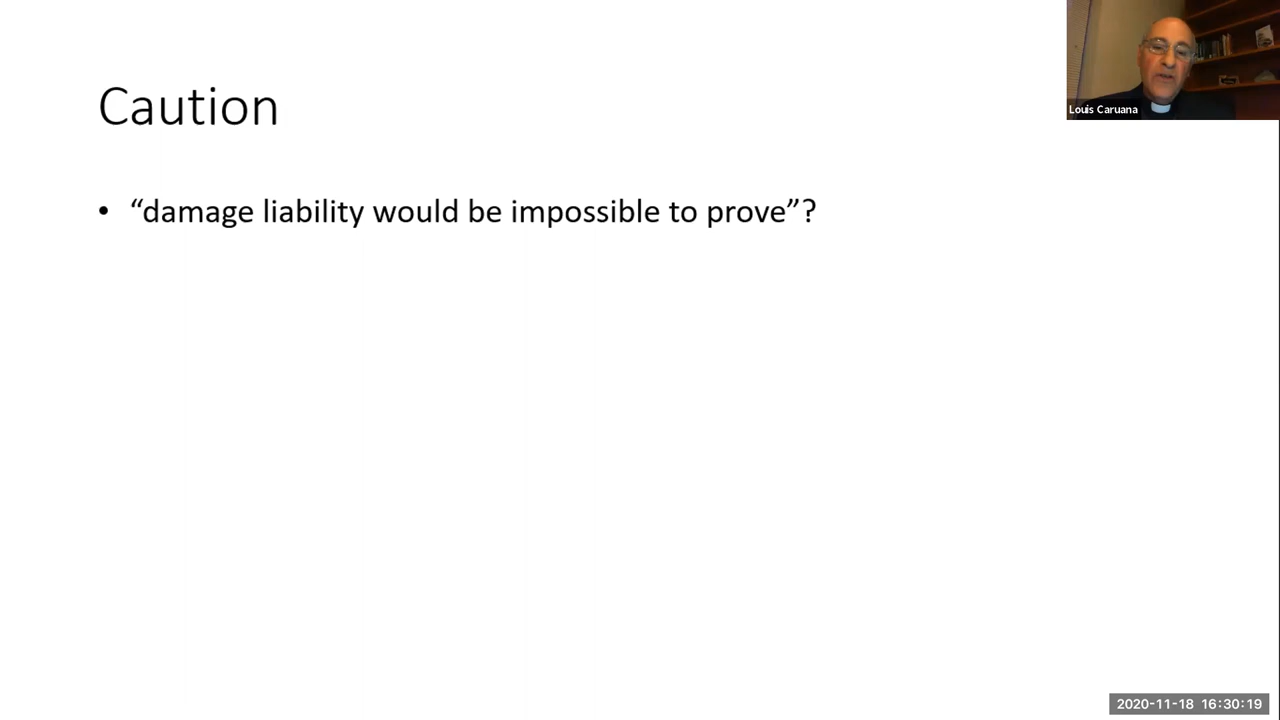 Caution
• “damage liability would be impossible to prove”?
Louis Caruana
2020-11-18 16:30:19